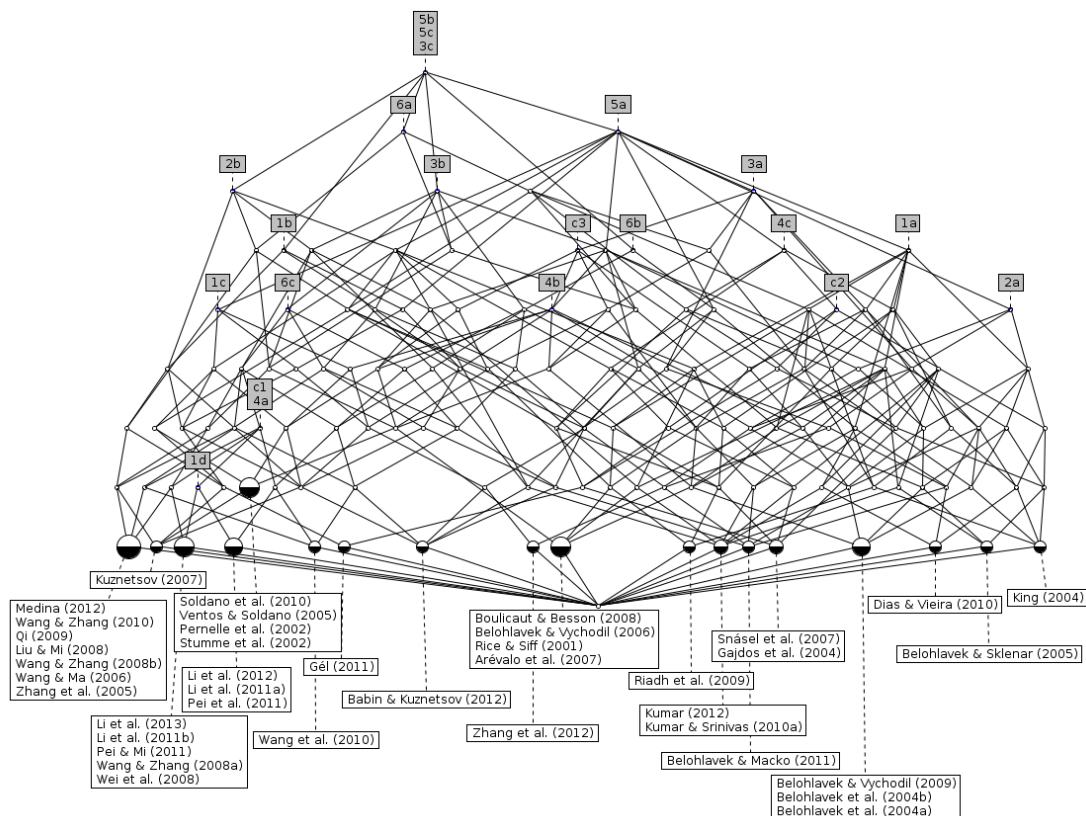 5b
5c
3c
6a
5a
2b
3b
3a
1b
c3
6b
4c
1a
1c
6c
4b
c2
2a
c1
4a
1d
Kuznetsov (2007)
Medina (2012)
Wang & Zhang (2010)
Qi (2009)
Liu & Mi (2008)
Wang & Zhang (2008b)
Wang & Ma (2006)
Zhang et al. (2005)
Soldano et al. (2010)
Ventos & Soldano (2005)
Pernelle et al. (2002)
Stumme et al. (2002)
Li et al. (2012)
Li et al. (2011a)
Pei et al. (2011)
Li et al. (2013)
Li et al. (2011b)
Pei & Mi (2011)
Wang & Zhang (2008a)
Wei et al. (2008)
Gél (2011)
Wang et al. (2010)
Babin & Kuznetsov (2012)
Boulicaut & Besson (2008)
Belohlavek & Vychodil (2006)
Rice & Siff (2001)
Arévalo et al. (2007)
Zhang et al. (2012)
Riadh et al. (2009)
Snásel et al. (2007)
Gajdos et al. (2004)
Kumar (2012)
Kumar & Srinivas (2010a)
Belohlavek & Macko (2011)
Belohlavek & Vychodil (2009)
Belohlavek et al. (2004b)
Belohlavek et al. (2004a)
Dias & Vieira (2010)
Belohlavek & Sklenar (2005)
King (2004)